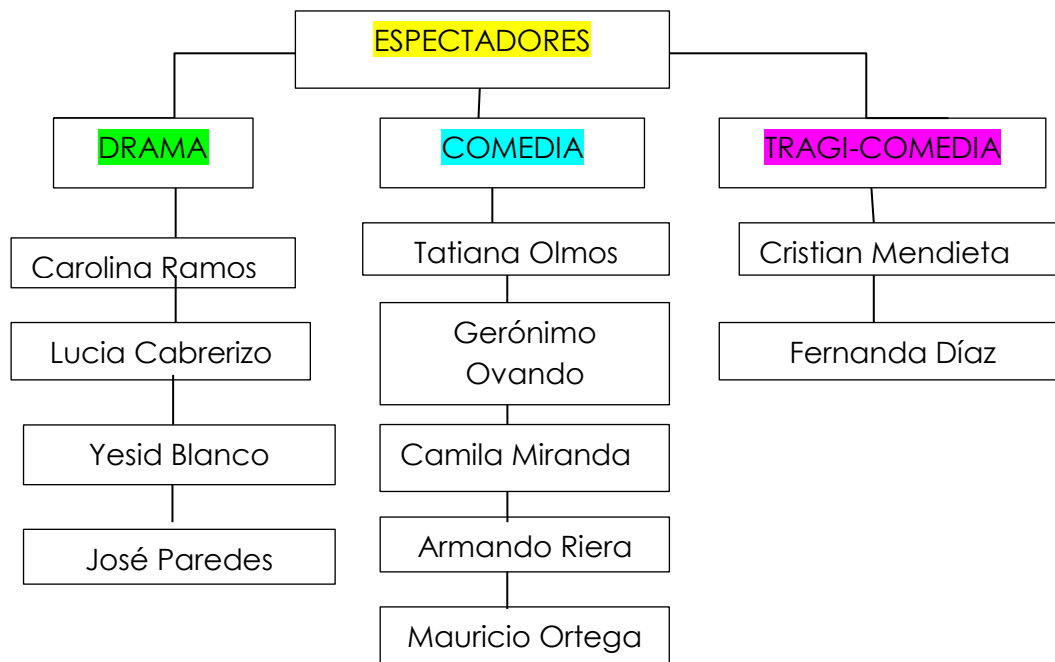 ESPECTADORES
DRAMA
Carolina Ramos
Lucia Cabrerizo
Yesid Blanco
José Paredes
COMEDIA
Tatiana Olmos
Gerónimo
Ovando
Camila Miranda
Armando Riera
Mauricio Ortega
TRAGI-COMEDIA
Cristian Mendieta
Fernanda Díaz